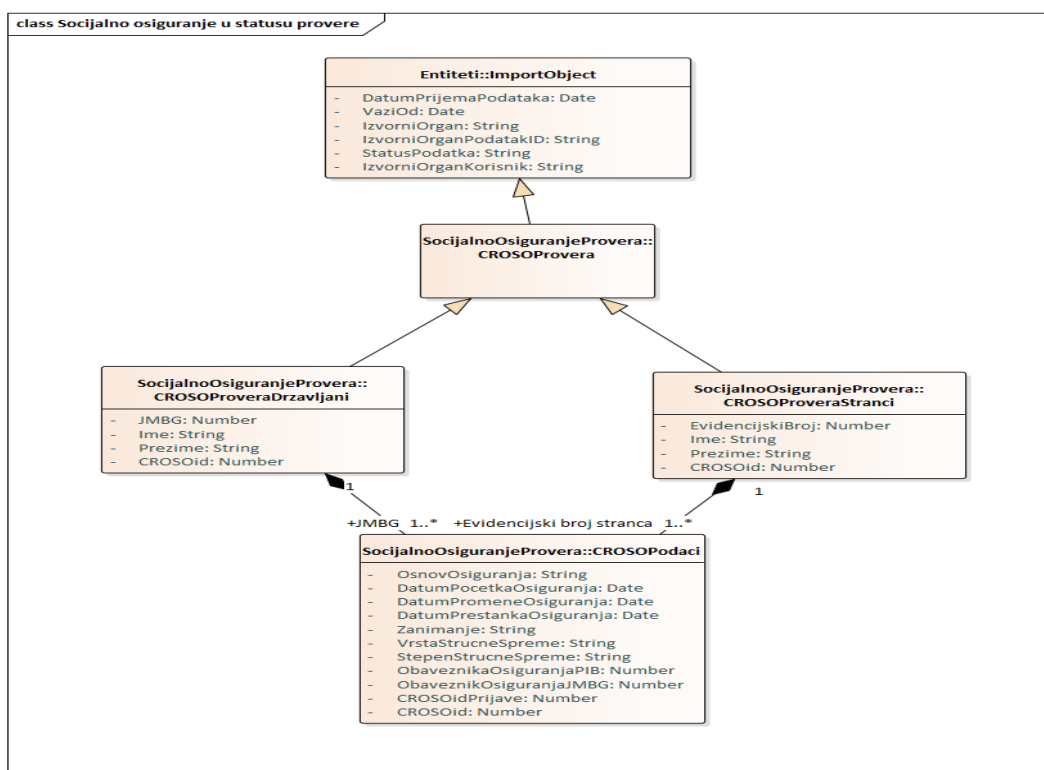 class Socijalno osiguranje u statusu provere
Entiteti::ImportObject
- DatumPrijemaPodataka: Date
- VaziOd: Date
- IzvorniOrgan: String
- IzvorniOrganPodatakID: String
- StatusPodatka: String
- IzvorniOrganKorisnik: String
SocijalnoOsiguranjeProvera::
CROSOProvera
SocijalnoOsiguranjeProvera::
CROSOProveraDrzavljani
- JMBG: Number
- Ime: String
- Prezime: String
- CROSOid: Number
SocijalnoOsiguranjeProvera::
CROSOProveraStranci
- EvidencijskiBroj: Number
- Ime: String
- Prezime: String
- CROSOid: Number
1
1
+JMBG 1..*
+Evidencijski broj stranca 1..*
SocijalnoOsiguranjeProvera::CROSOPodaci
- OsnovOsiguranja: String
- DatumPocetkaOsiguranja: Date
- DatumPromeneOsiguranja: Date
- DatumPrestankaOsiguranja: Date
- Zanimanje: String
- VrstaStrucneSpreme: String
- StepenStrucneSpreme: String
- ObaveznikaOsiguranjaPIB: Number
- ObaveznikOsiguranjaJMBG: Number
- CROSOidPrijave: Number
- CROSOid: Number